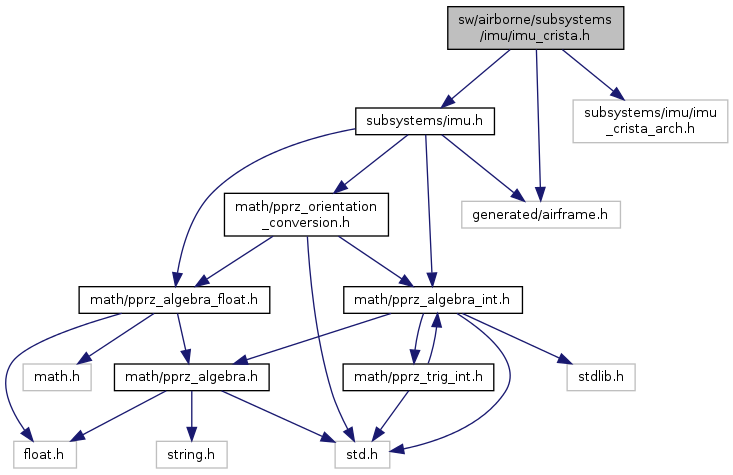 sw/airborne/subsystems
/imu/imu_crista.h
subsystems/imu.h
subsystems/imu/imu
_crista_arch.h
math/pprz_orientation
_conversion.h
generated/airframe.h
math/pprz_algebra_float.h
math/pprz_algebra_int.h
math.h
math/pprz_algebra.h
math/pprz_trig_int.h
stdlib.h
float.h
string.h
std.h